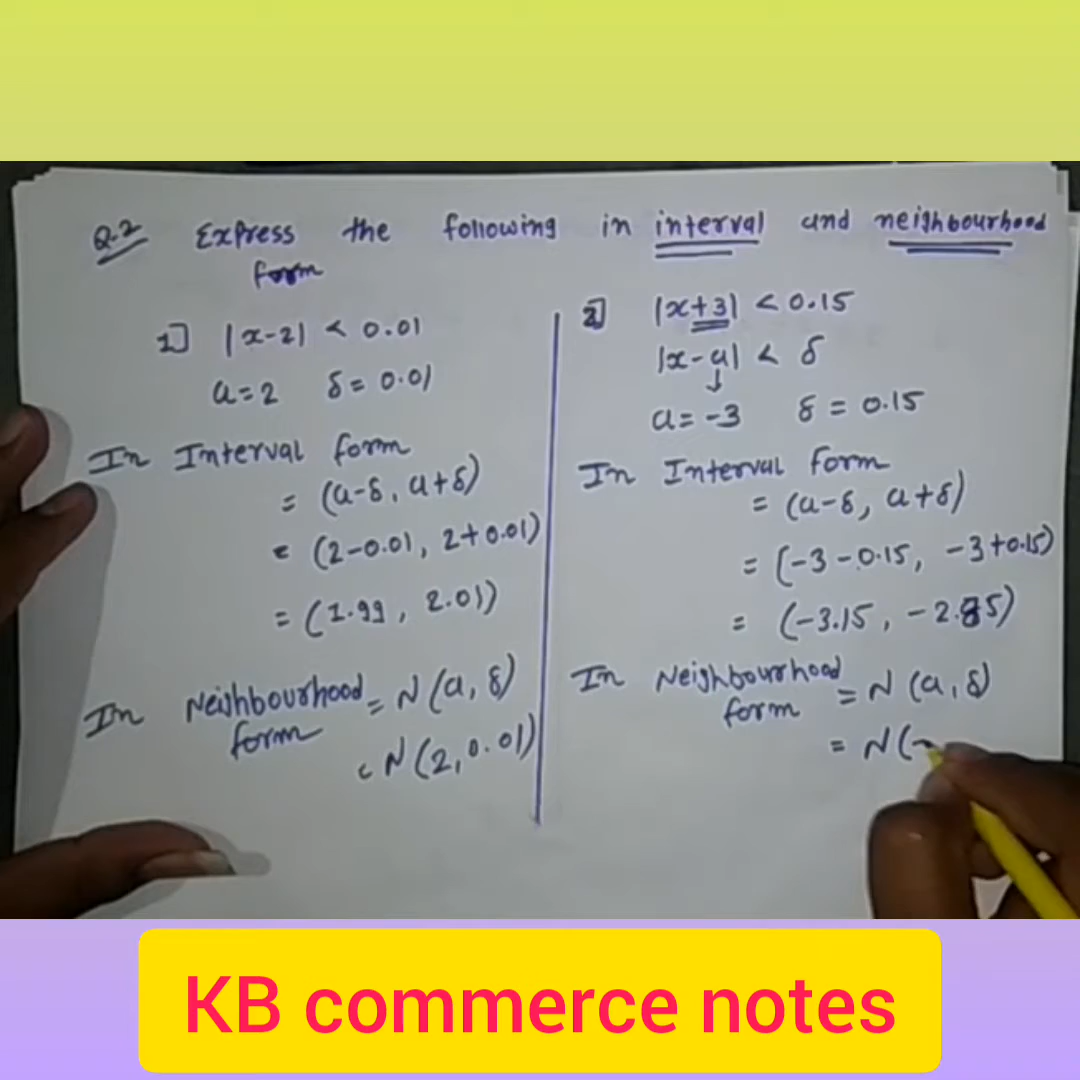 Q.2 Express the following in interval and neighbourhood
form
1] |x-2| < 0.01
a=2 δ= 0.01
In Interval form
= (a-δ, a+δ)
= (2-0.01, 2+0.01)
= (1.99, 2.01)
In Neighbourhood = N(a, δ)
form
= N(2, 0.01)
2] |x+3| < 0.15
|x-a| < δ
↓
a= -3 δ = 0.15
In Interval form
= (a-δ, a+δ)
= (-3-0.15, -3+0.15)
= (-3.15, -2.85)
In Neighbourhood = N (a, δ)
form
= N(-
KB commerce notes